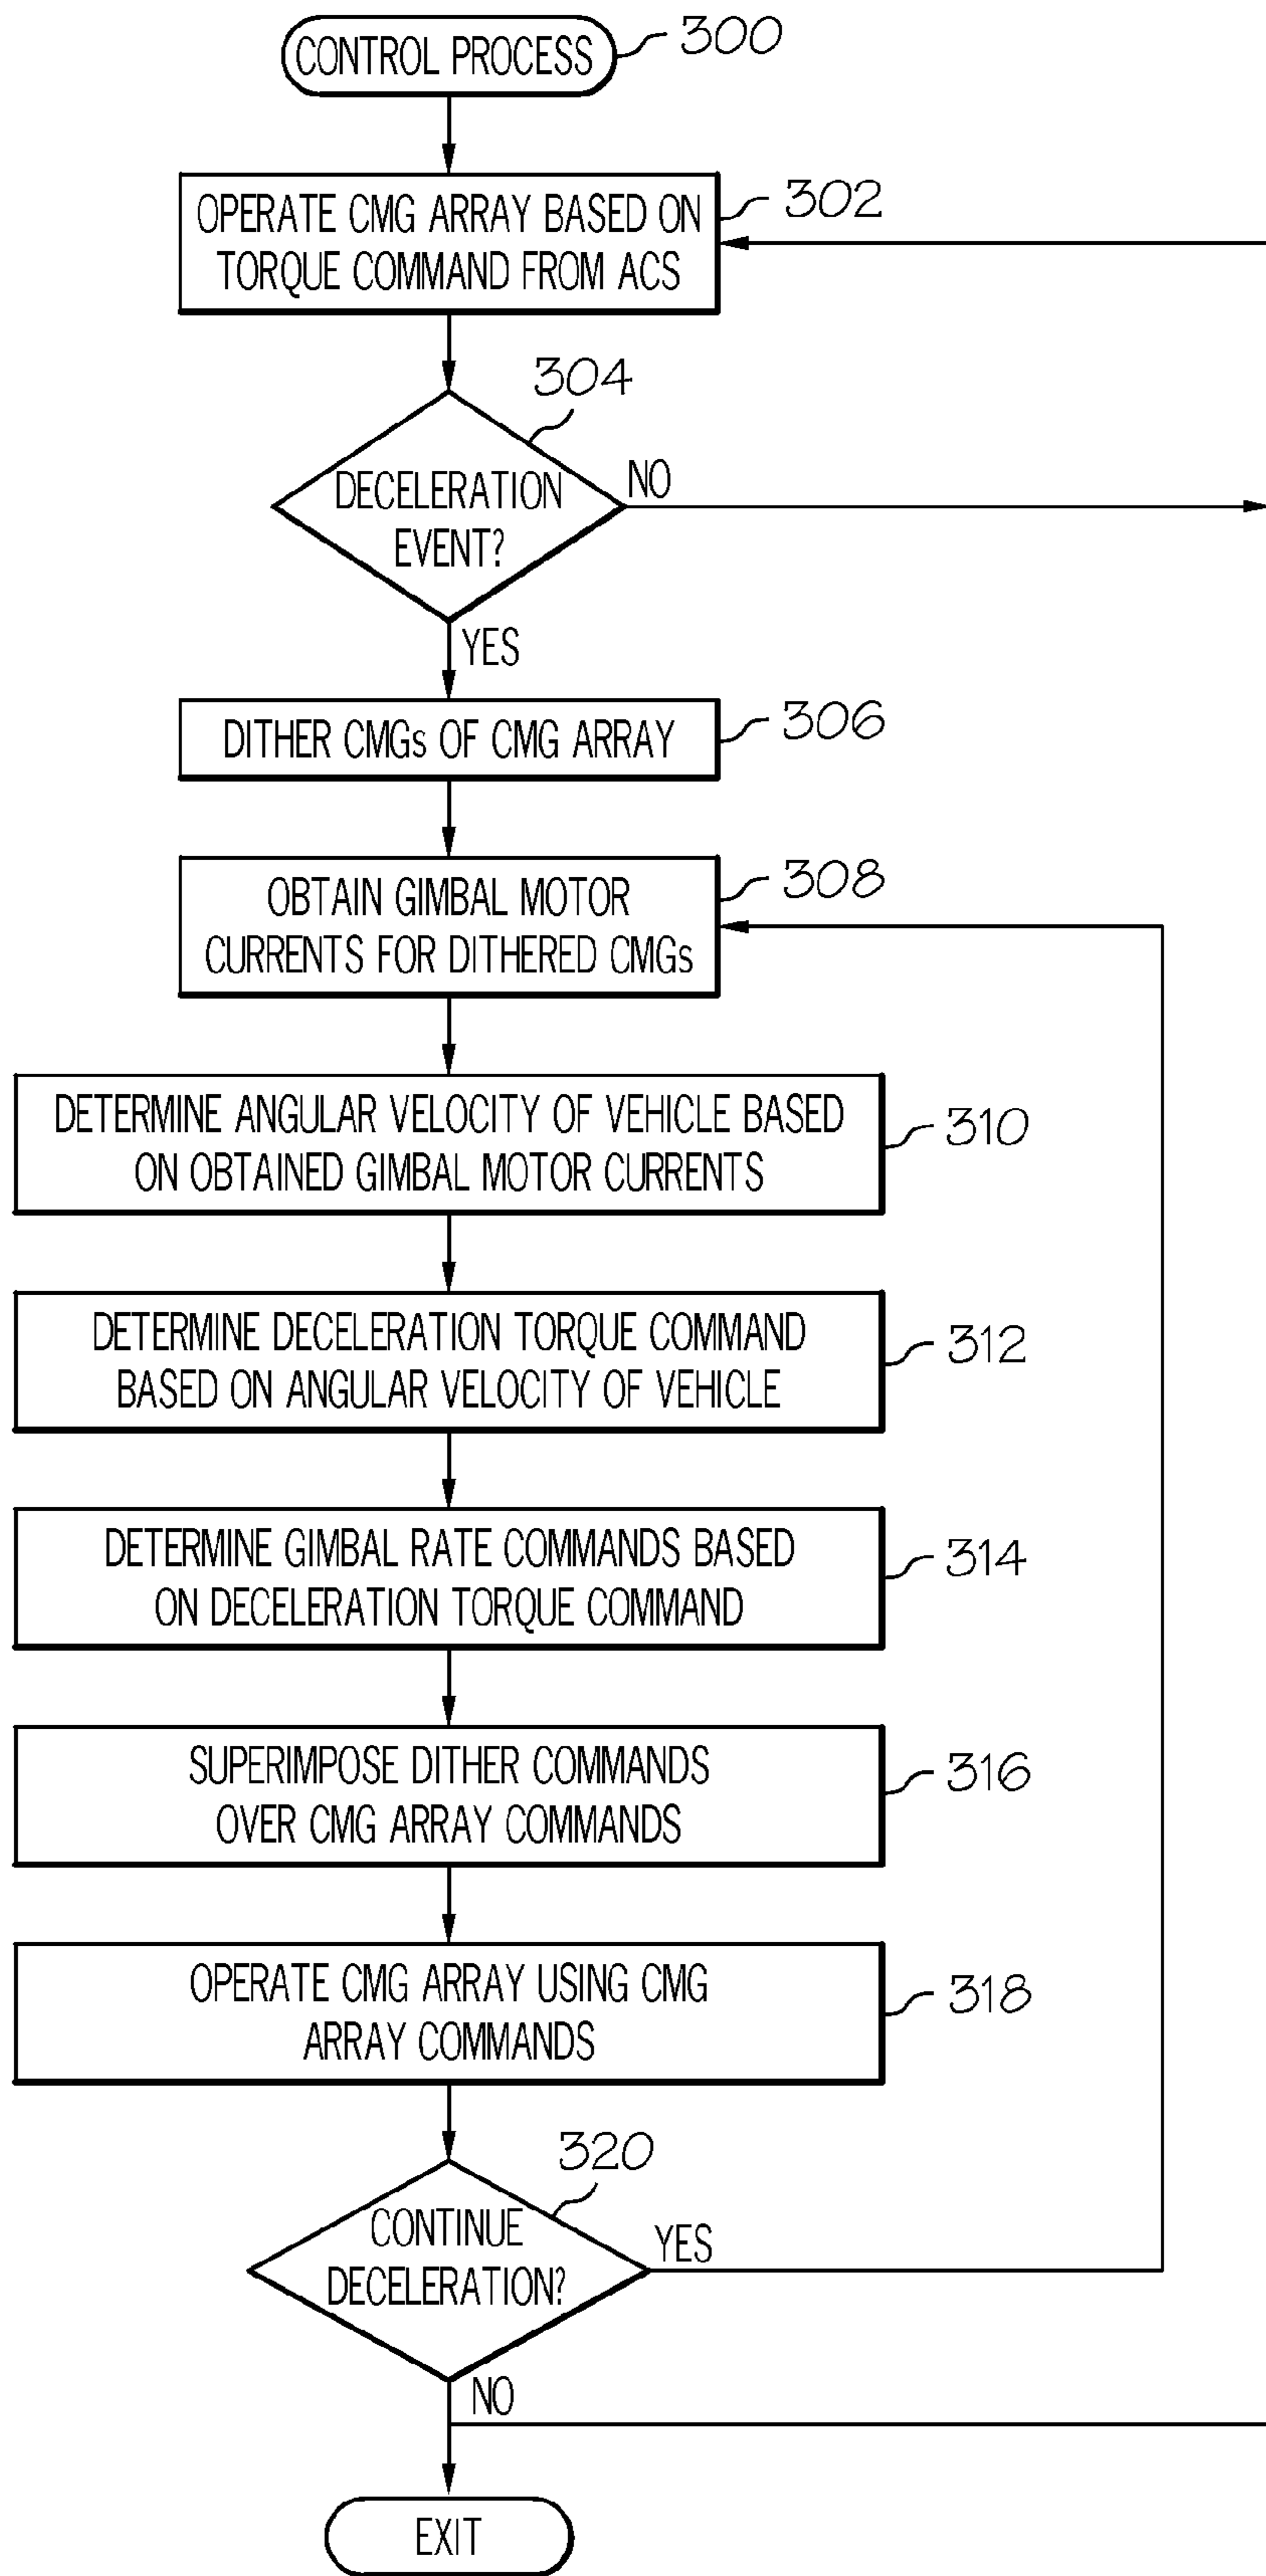 CONTROL PROCESS
300
OPERATE CMG ARRAY BASED ON
TORQUE COMMAND FROM ACS
302
304
DECELERATION
EVENT?
NO
YES
DITHER CMGs OF CMG ARRAY
306
OBTAIN GIMBAL MOTOR
CURRENTS FOR DITHERED CMGs
308
DETERMINE ANGULAR VELOCITY OF VEHICLE BASED
ON OBTAINED GIMBAL MOTOR CURRENTS
310
DETERMINE DECELERATION TORQUE COMMAND
BASED ON ANGULAR VELOCITY OF VEHICLE
312
DETERMINE GIMBAL RATE COMMANDS BASED
ON DECELERATION TORQUE COMMAND
314
SUPERIMPOSE DITHER COMMANDS
OVER CMG ARRAY COMMANDS
316
OPERATE CMG ARRAY USING CMG
ARRAY COMMANDS
318
320
CONTINUE
DECELERATION?
YES
NO
EXIT